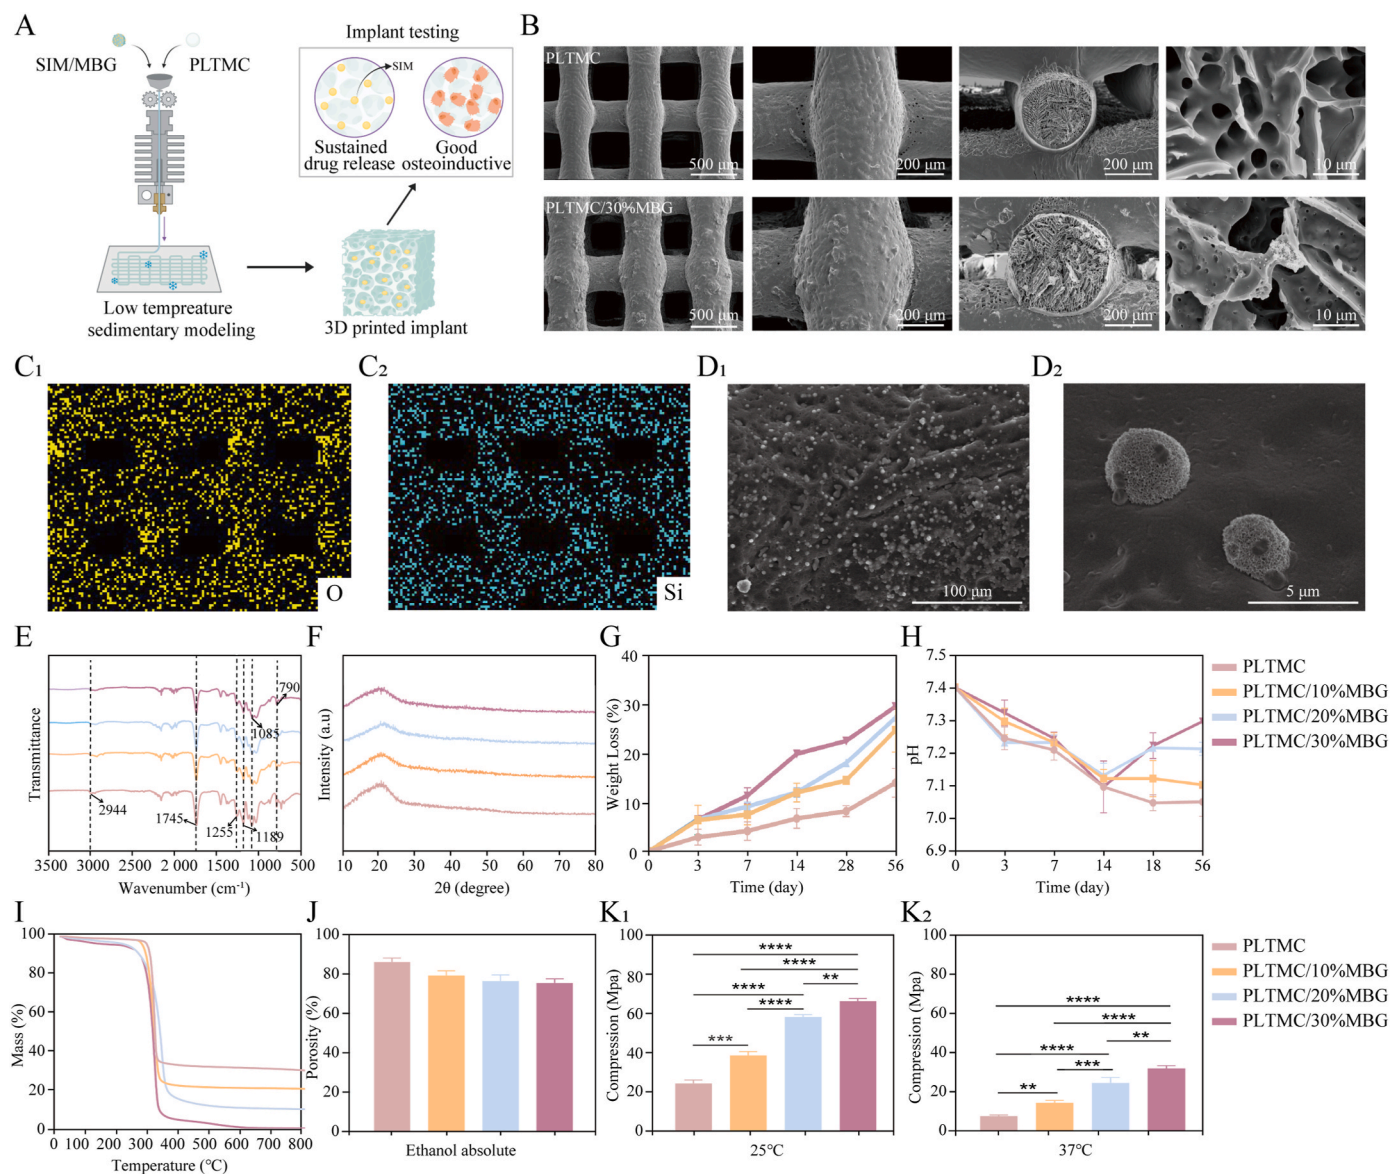 A
SIM/MBG
PLTMC
Low tempreature
sedimentary modeling
Implant testing
SIM
Sustained
drug release
Good
osteoinductive
3D printed implant
B
PLTMC
500 μm
200 μm
200 μm
10 μm
PLTMC/30%MBG
500 μm
200 μm
200 μm
10 μm
C1
O
C2
Si
D1
100 μm
D2
5 μm
E
Transmittance
2944
1745
1255
1189
1085
790
3500 3000 2500 2000 1500 1000 500
Wavenumber (cm-1)
F
Intensity (a.u)
10 20 30 40 50 60 70 80
2θ (degree)
G
Weight Loss (%)
40
30
20
10
0
0 3 7 14 28 56
Time (day)
H
pH
7.5
7.4
7.3
7.2
7.1
7.0
6.9
0 3 7 14 18 56
Time (day)
PLTMC
PLTMC/10%MBG
PLTMC/20%MBG
PLTMC/30%MBG
I
Mass (%)
100
80
60
40
20
0
0 100 200 300 400 500 600 700 800
Temperature (℃)
J
Porosity (%)
100
80
60
40
20
0
Ethanol absolute
K1
Compression (Mpa)
100
80
60
40
20
0
****
****
****
**
****
***
25℃
K2
Compression (Mpa)
100
80
60
40
20
0
****
****
****
**
***
**
37℃
PLTMC
PLTMC/10%MBG
PLTMC/20%MBG
PLTMC/30%MBG